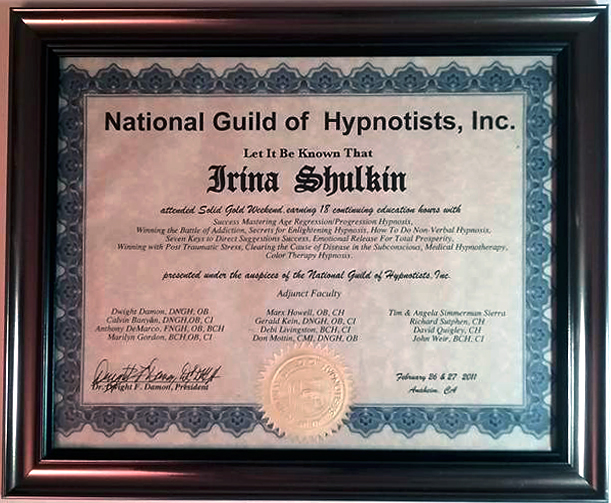 National Guild of Hypnotists, Inc.
Let It Be Known That
Irina Shulkin
attended Solid Gold Weekend, earning 18 continuing education hours with
Success Mastering Age Regression/Progression Hypnosis,
Winning the Battle of Addiction, Secrets for Enlightening Hypnosis, How To Do Non-Verbal Hypnosis,
Seven Keys to Direct Suggestions Success, Emotional Release For Total Prosperity,
Winning with Post Traumatic Stress, Clearing the Cause of Disease in the Subconscious, Medical Hypnotherapy,
Color Therapy Hypnosis.
presented under the auspices of the National Guild of Hypnotists, Inc.
Adjunct Faculty
Dwight Damon, DNGH, OB
Calvin Banyan, DNGH,OB, CI
Anthony DeMarco, FNGH, OB, BCH
Marilyn Gordon, BCH,OB, CI
Marx Howell, OB, CH
Gerald Kein, DNGH, OB, CI
Debi Livingston, BCH, CI
Don Mottin, CMI, DNGH, OB
Tim & Angela Simmerman Sierra
Richard Sutphen, CH
David Quigley, CH
John Weir, BCH, CI
Dr. Dwight F. Damon, President
February 26 & 27 2011
Anaheim, CA